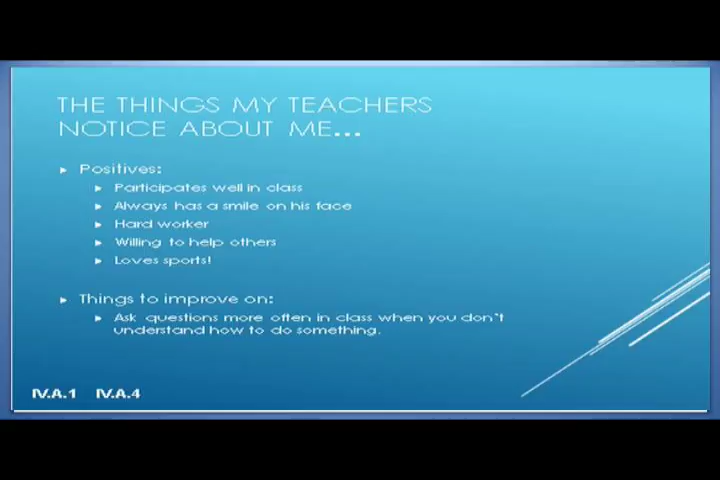 THE THINGS MY TEACHERS
NOTICE ABOUT ME...
Positives:
Participates well in class
Always has a smile on his face
Hard worker
Willing to help others
Loves sports!
Things to improve on:
Ask questions more often in class when you don't
understand how to do something.
IV.A.1 IV.A.4